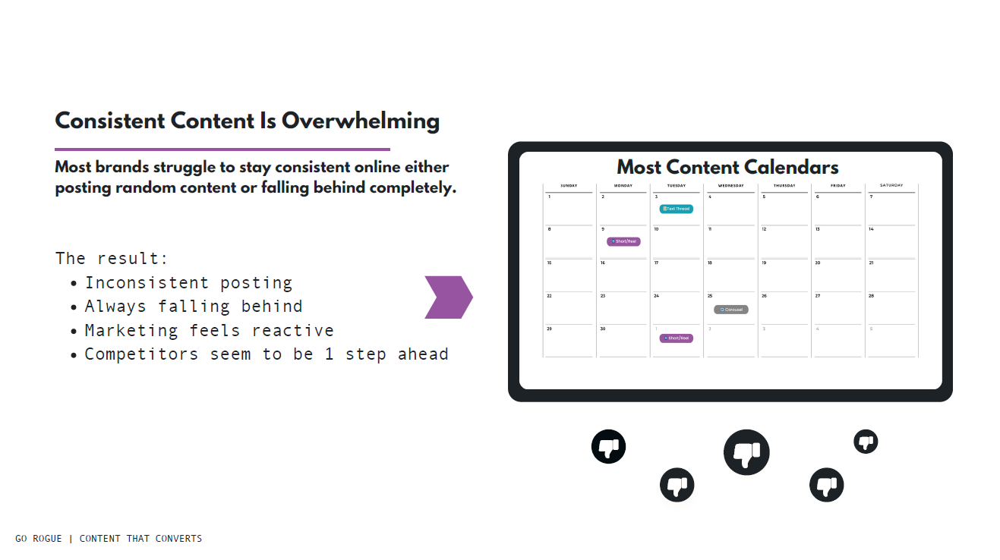 Consistent Content Is Overwhelming
Most brands struggle to stay consistent online either
posting random content or falling behind completely.
The result:
• Inconsistent posting
• Always falling behind
• Marketing feels reactive
• Competitors seem to be 1 step ahead
Most Content Calendars
SUNDAY MONDAY TUESDAY WEDNESDAY THURSDAY FRIDAY SATURDAY
1 2 3 4 5 6 7
Text Thread
8 9 10 11 12 13 14
Short/Reel
15 16 17 18 19 20 21
22 23 24 25 26 27 28
Carousel
29 30 1 2 3 4 5
Short/Reel
GO ROGUE | CONTENT THAT CONVERTS